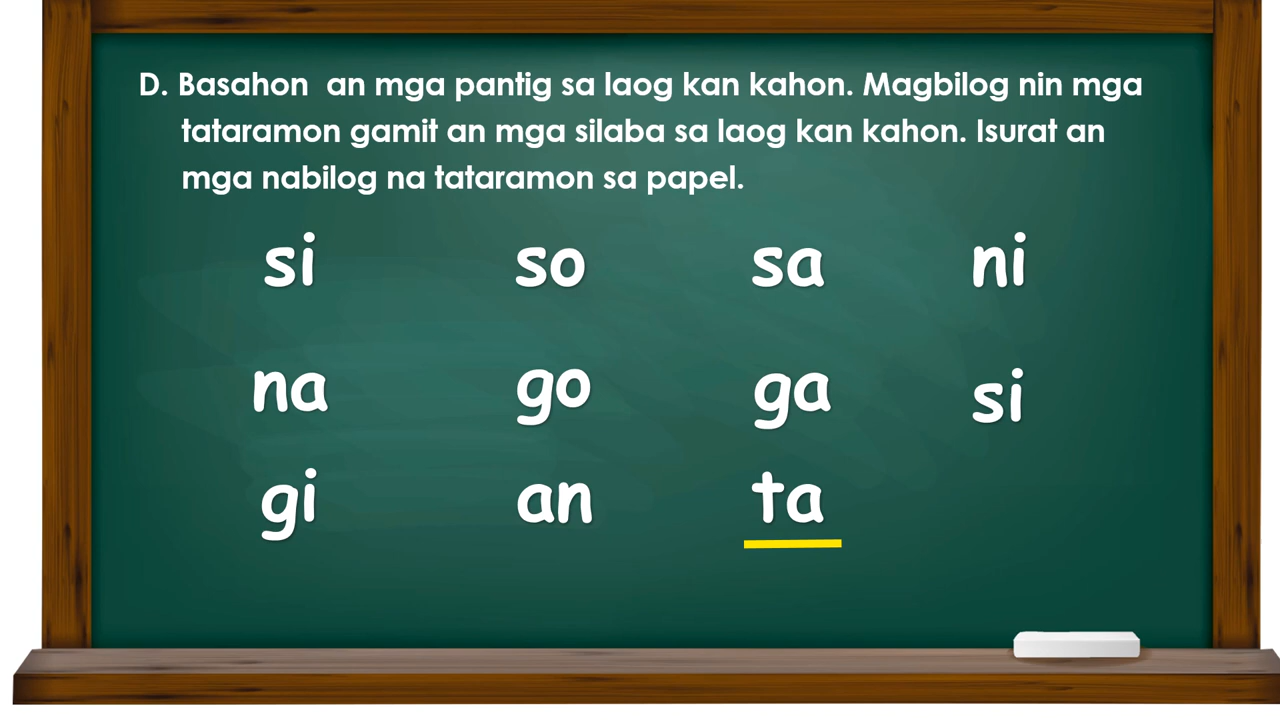 D. Basahon an mga pantig sa laog kan kahon. Magbilog nin mga
tataramon gamit an mga silaba sa laog kan kahon. Isurat an
mga nabilog na tataramon sa papel.
si so sa ni
na go ga si
gi an ta